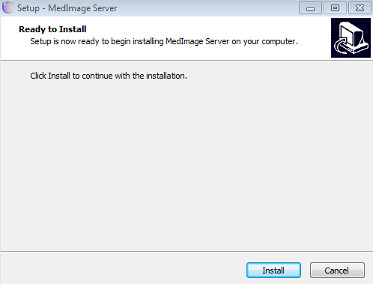 Setup - MedImage Server
Ready to Install
Setup is now ready to begin installing MedImage Server on your computer.
Click Install to continue with the installation.
Install
Cancel